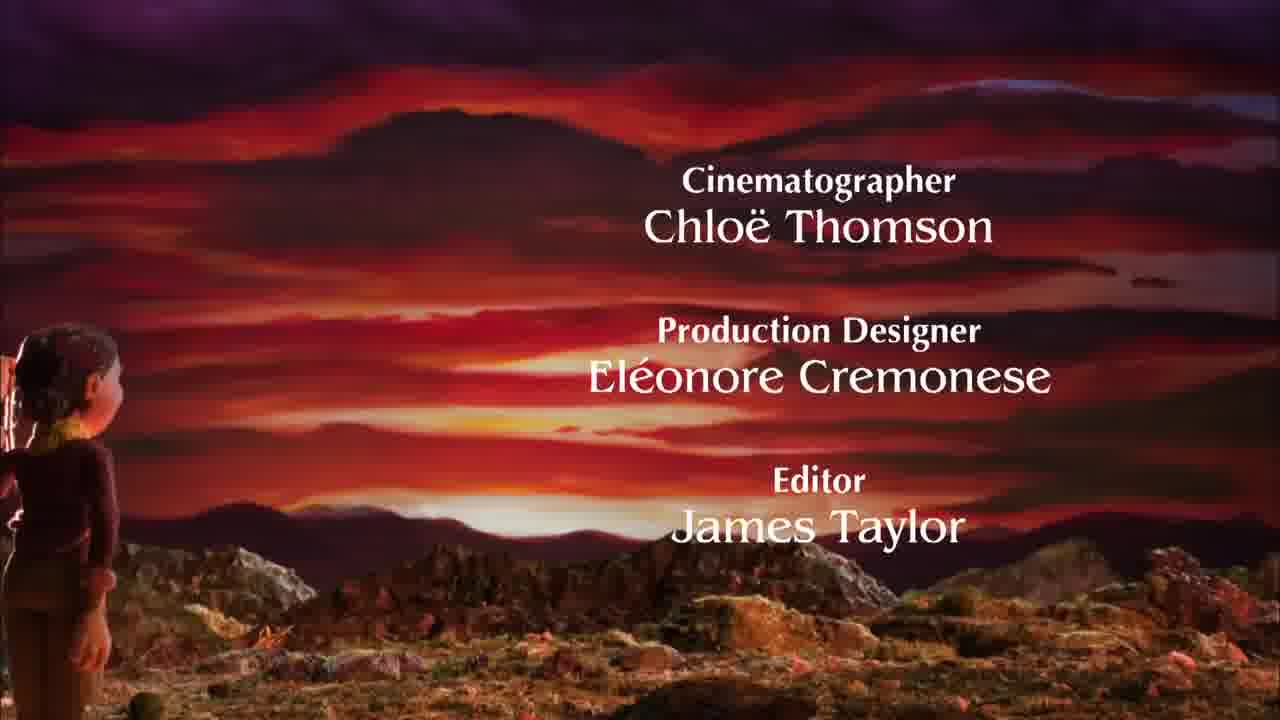 Cinematographer
Chloë Thomson
Production Designer
Eléonore Cremonese
Editor
James Taylor